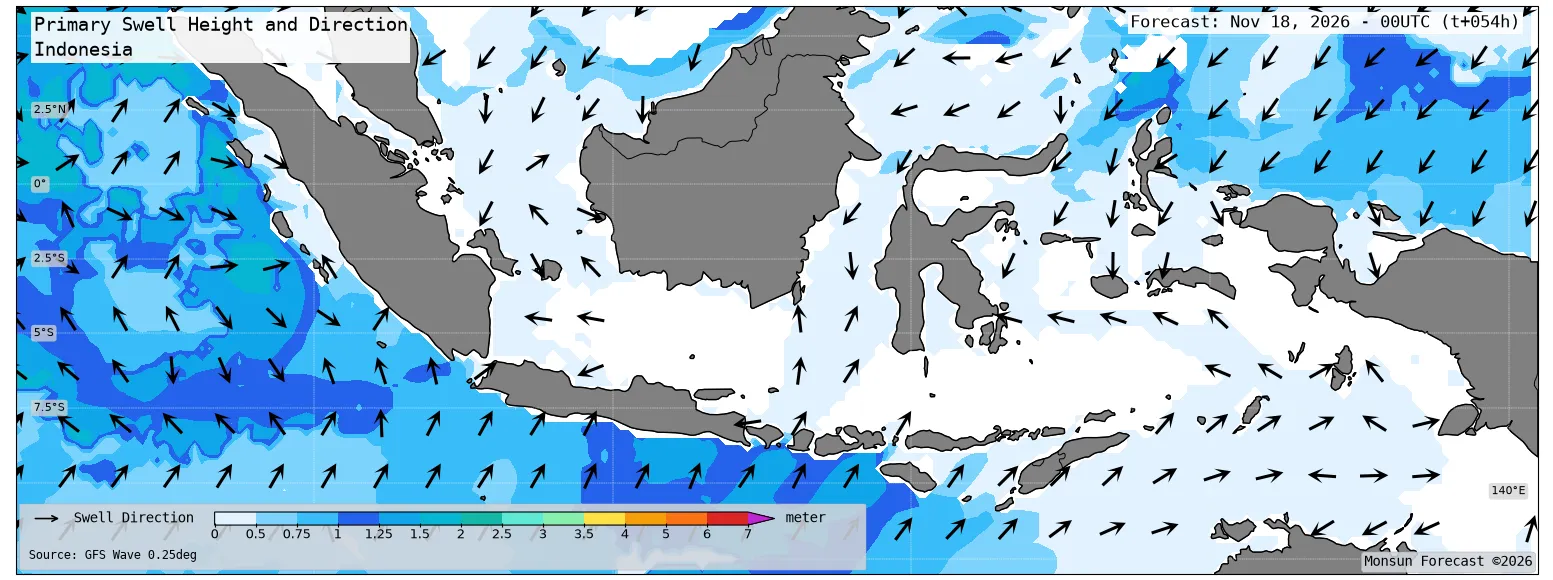 Primary Swell Height and Direction
Indonesia
Forecast: Nov 18, 2026 - 00UTC (t+054h)
2.5°N
0°
2.5°S
5°S
7.5°S
140°E
Swell Direction
meter
0 0.5 0.75 1 1.25 1.5 2 2.5 3 3.5 4 5 6 7
Source: GFS Wave 0.25deg
Monsun Forecast ©2026